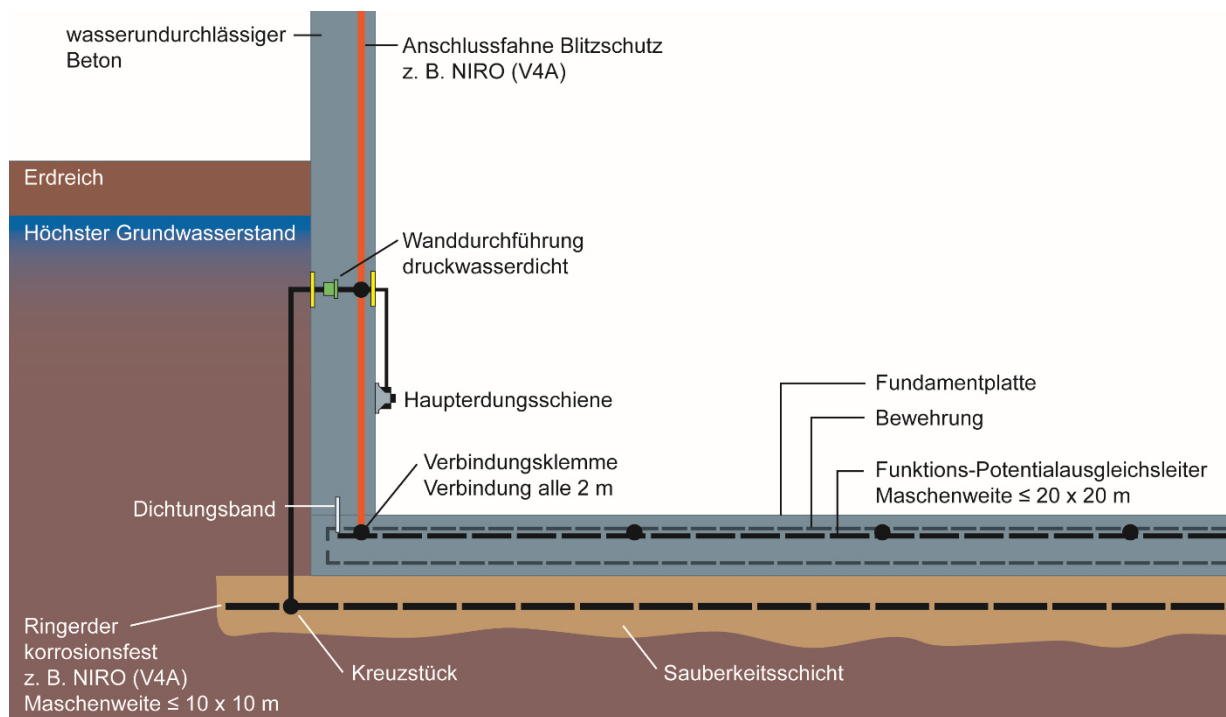 wasserundurchlässiger
Beton
Anschlussfahne Blitzschutz
z. B. NIRO (V4A)
Erdreich
Höchster Grundwasserstand
Wanddurchführung
druckwasserdicht
Haupterdungsschiene
Fundamentplatte
Bewehrung
Funktions-Potentialausgleichsleiter
Maschenweite ≤ 20 x 20 m
Verbindungsklemme
Verbindung alle 2 m
Dichtungsband
Ringerder
korrosionsfest
z. B. NIRO (V4A)
Maschenweite ≤ 10 x 10 m
Kreuzstück
Sauberkeitsschicht